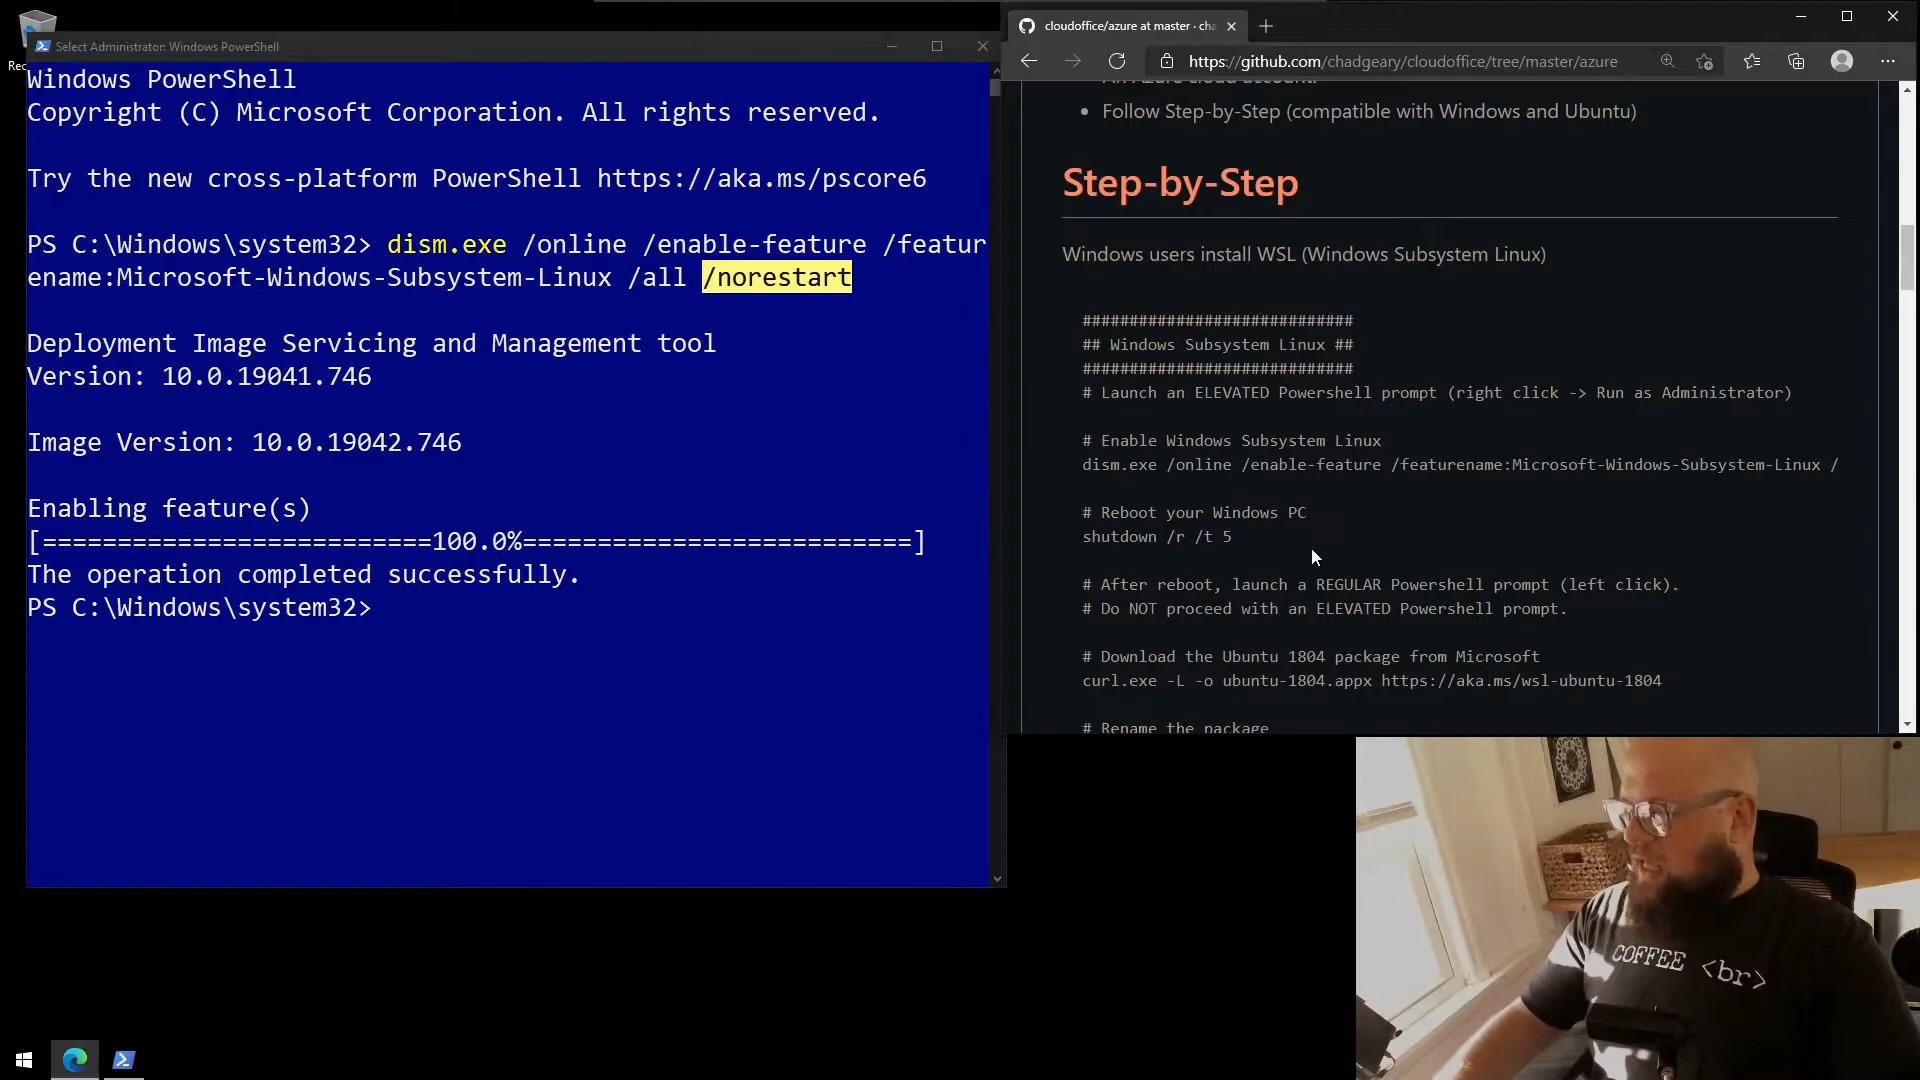 Rec
Select Administrator: Windows PowerShell
Windows PowerShell
Copyright (C) Microsoft Corporation. All rights reserved.
Try the new cross-platform PowerShell https://aka.ms/pscore6
PS C:\Windows\system32> dism.exe /online /enable-feature /featur
ename:Microsoft-Windows-Subsystem-Linux /all /norestart
Deployment Image Servicing and Management tool
Version: 10.0.19041.746
Image Version: 10.0.19042.746
Enabling feature(s)
[==========================100.0%==========================]
The operation completed successfully.
PS C:\Windows\system32>
cloudoffice/azure at master · cha
https://github.com/chadgeary/cloudoffice/tree/master/azure
An Azure cloud account.
Follow Step-by-Step (compatible with Windows and Ubuntu)
Step-by-Step
Windows users install WSL (Windows Subsystem Linux)
#############################
## Windows Subsystem Linux ##
#############################
# Launch an ELEVATED Powershell prompt (right click -> Run as Administrator)
# Enable Windows Subsystem Linux
dism.exe /online /enable-feature /featurename:Microsoft-Windows-Subsystem-Linux /
# Reboot your Windows PC
shutdown /r /t 5
# After reboot, launch a REGULAR Powershell prompt (left click).
# Do NOT proceed with an ELEVATED Powershell prompt.
# Download the Ubuntu 1804 package from Microsoft
curl.exe -L -o ubuntu-1804.appx https://aka.ms/wsl-ubuntu-1804
# Rename the package
COFFEE <br>